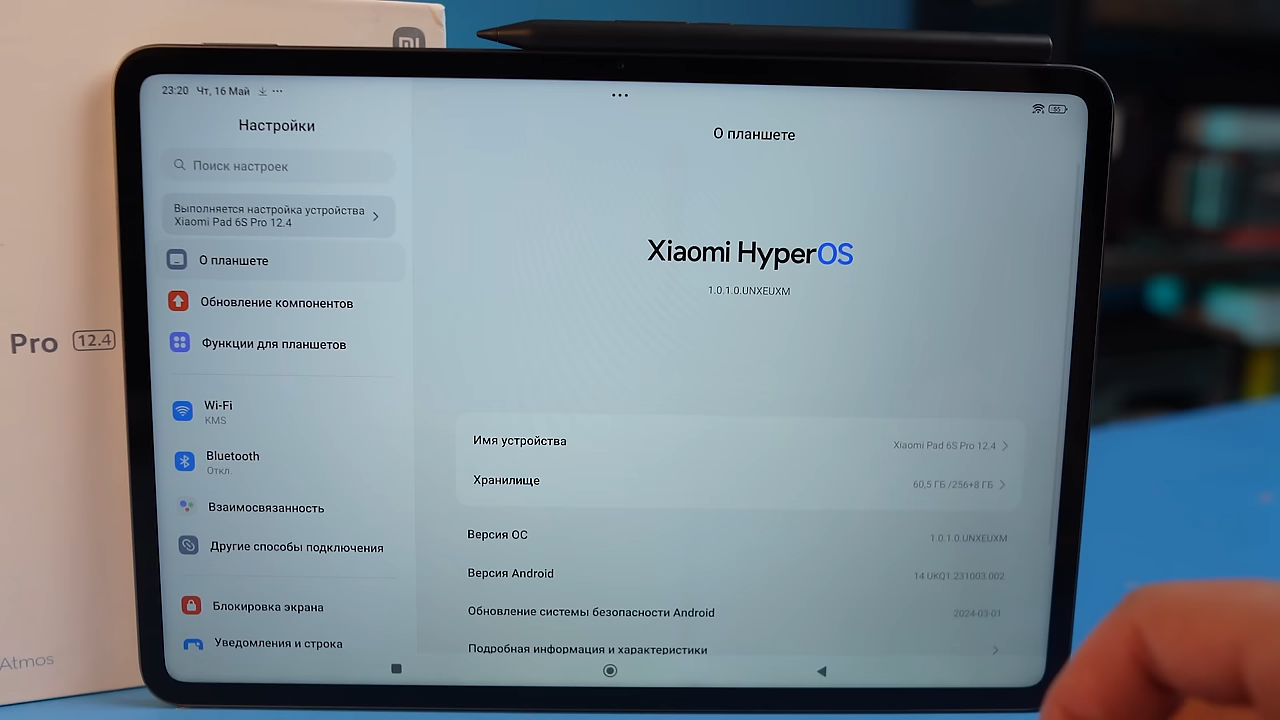 23:20 Чт, 16 Май
Настройки
Поиск настроек
Выполняется настройка устройства
Xiaomi Pad 6S Pro 12.4
О планшете
Обновление компонентов
Функции для планшетов
Wi-Fi
KMS
Bluetooth
Откл.
Взаимосвязанность
Другие способы подключения
Блокировка экрана
Уведомления и строка
55
О планшете
Xiaomi HyperOS
1.0.1.0.UNXEUXM
Имя устройства
Xiaomi Pad 6S Pro 12.4
Хранилище
60,5 ГБ /256+8 ГБ
Версия ОС
1.0.1.0.UNXEUXM
Версия Android
14 UKQ1.231003.002
Обновление системы безопасности Android
2024-03-01
Подробная информация и характеристики
Pro 12.4
Atmos
mi